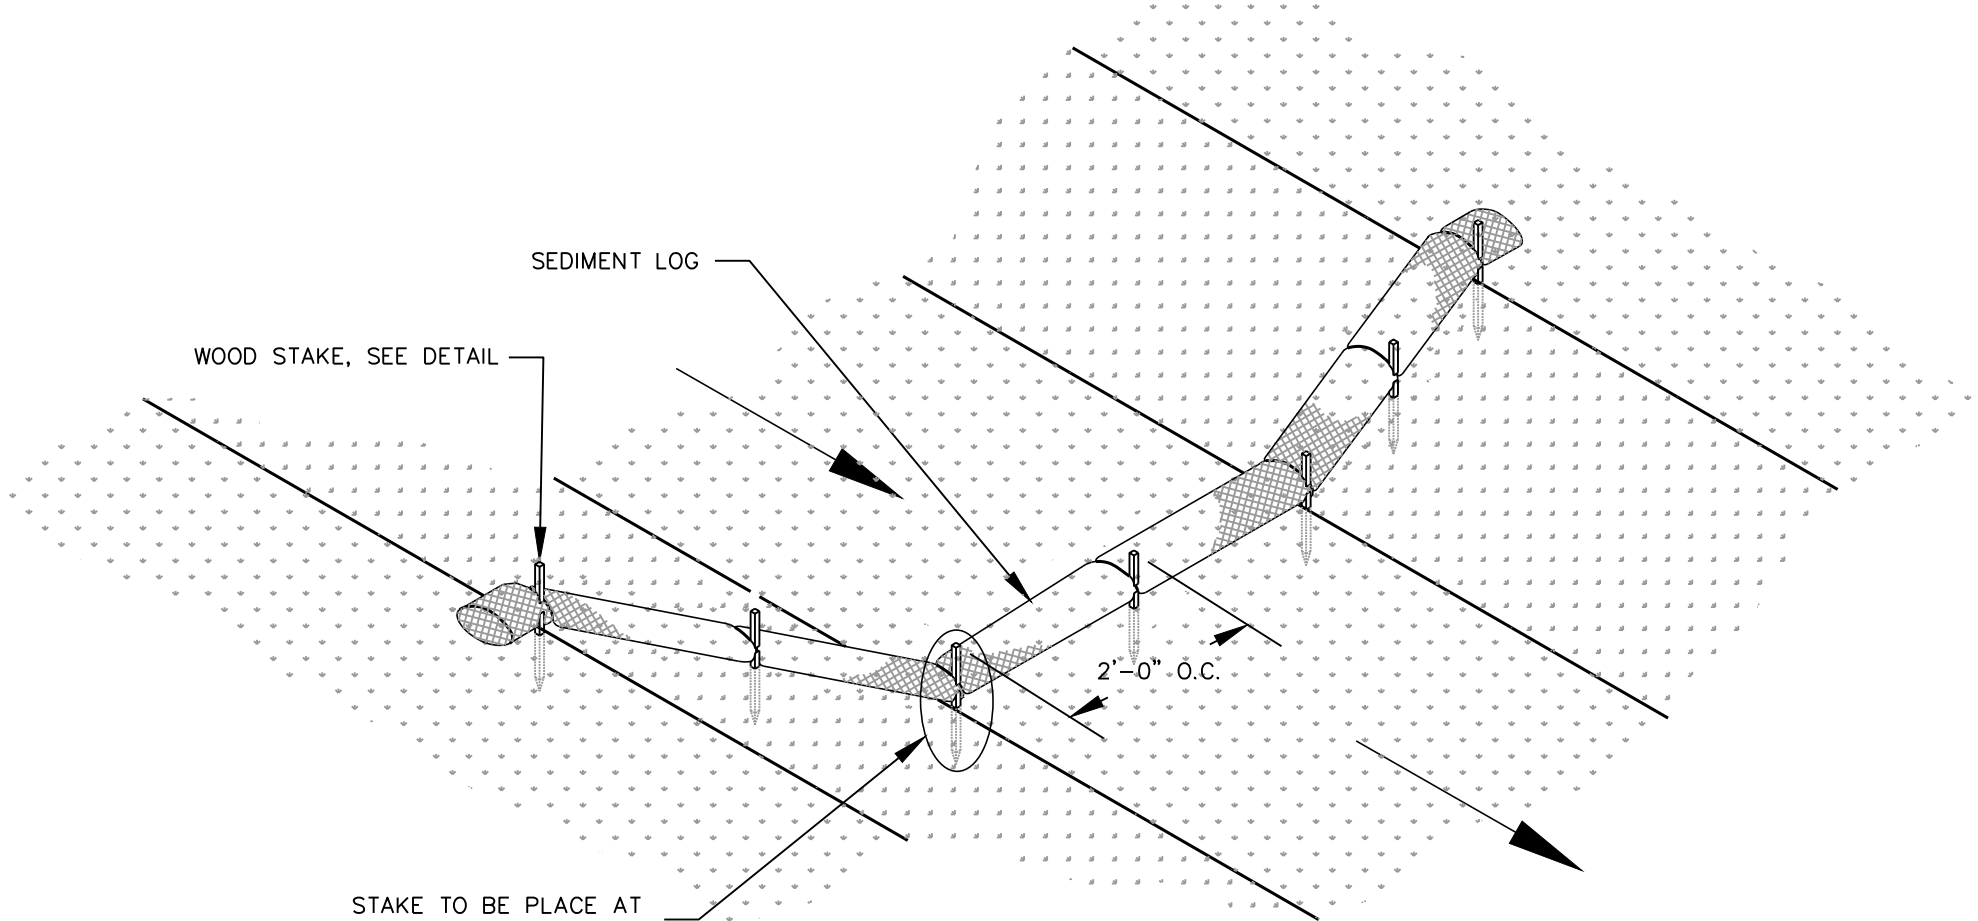 SEDIMENT LOG
WOOD STAKE, SEE DETAIL
2'-0" O.C.
STAKE TO BE PLACE AT